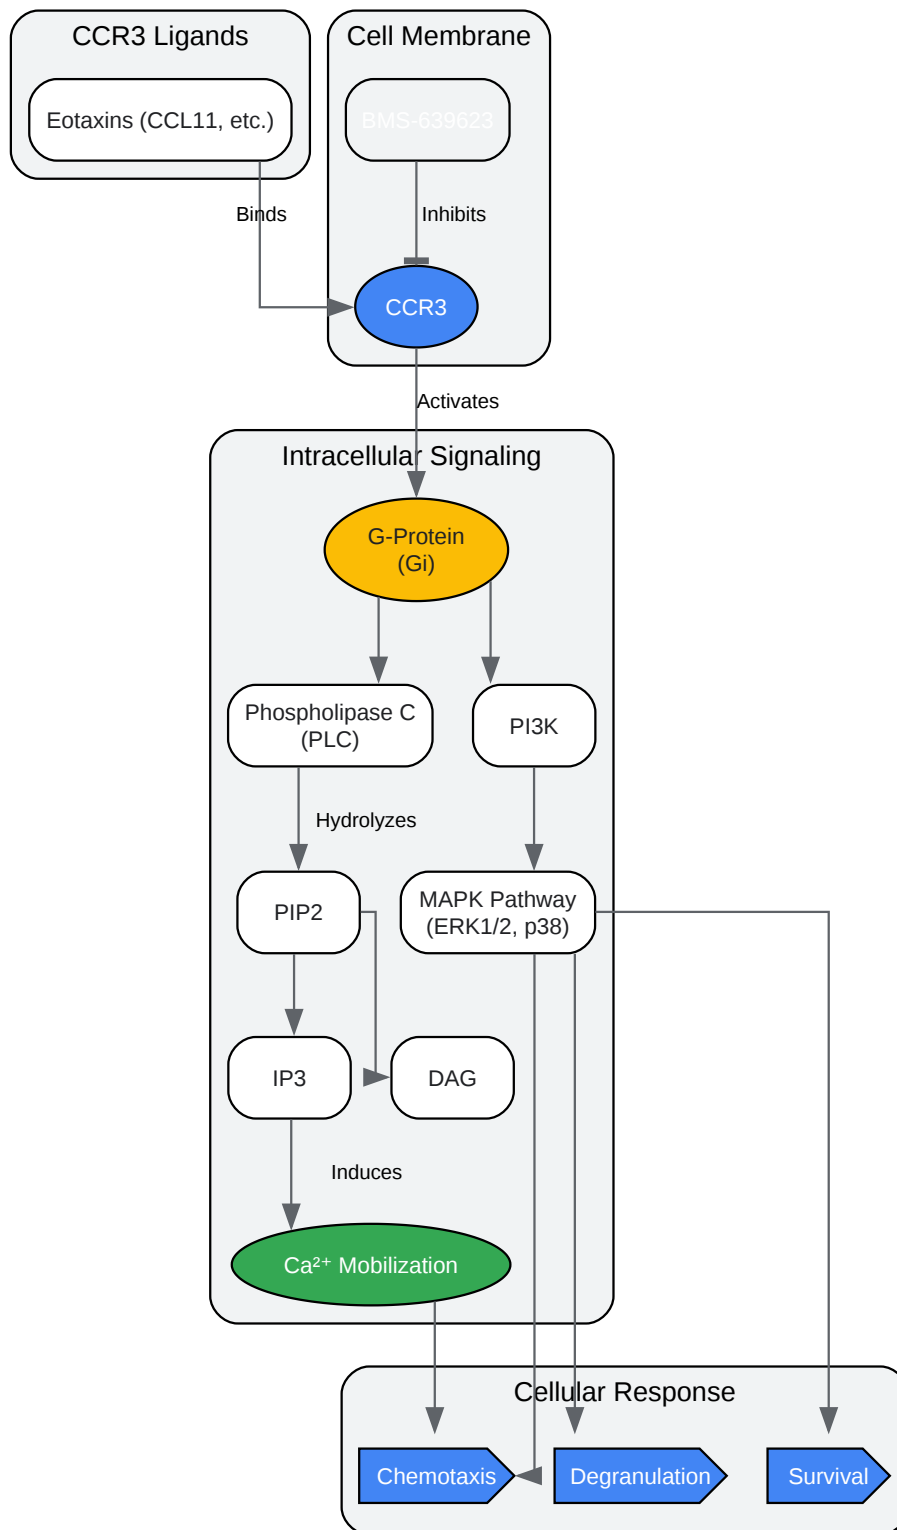 CCR3 Ligands
Cell Membrane
Eotaxins (CCL11, etc.)
BMS-639623
Binds
Inhibits
CCR3
Activates
Intracellular Signaling
G-Protein
(Gi)
Phospholipase C
(PLC)
PI3K
Hydrolyzes
PIP2
MAPK Pathway
(ERK1/2, p38)
IP3
DAG
Induces
Ca²⁺ Mobilization
Cellular Response
Chemotaxis
Degranulation
Survival